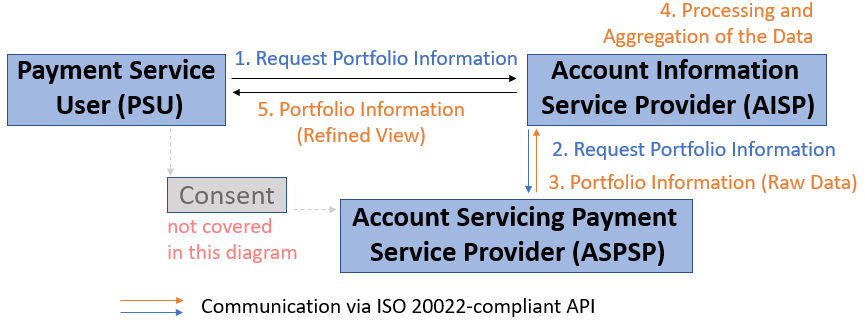 4. Processing and
Aggregation of the Data
1. Request Portfolio Information
Payment Service
User (PSU)
Account Information
Service Provider (AISP)
5. Portfolio Information
(Refined View)
2. Request Portfolio Information
3. Portfolio Information (Raw Data)
Consent
not covered
in this diagram
Account Servicing Payment
Service Provider (ASPSP)
Communication via ISO 20022-compliant API